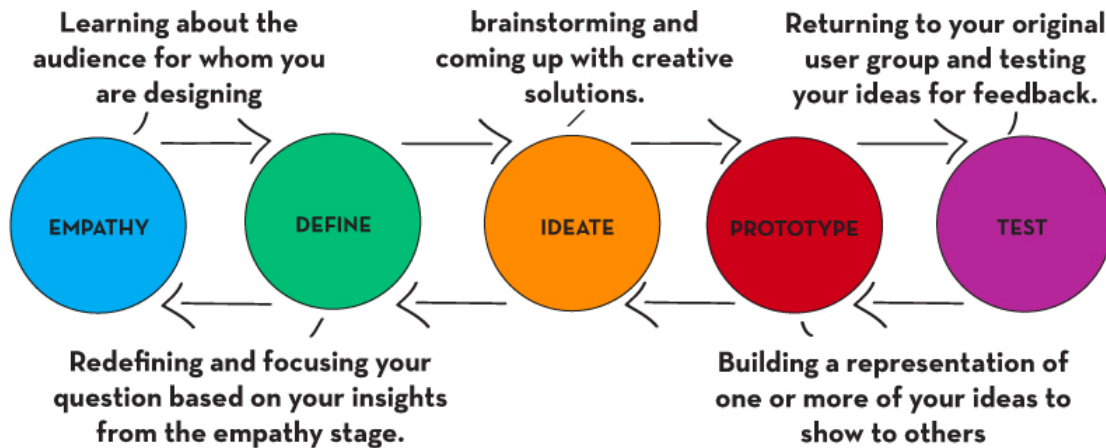 Learning about the
audience for whom you
are designing
brainstorming and
coming up with creative
solutions.
Returning to your original
user group and testing
your ideas for feedback.
EMPATHY
DEFINE
IDEATE
PROTOTYPE
TEST
Redefining and focusing your
question based on your insights
from the empathy stage.
Building a representation of
one or more of your ideas to
show to others